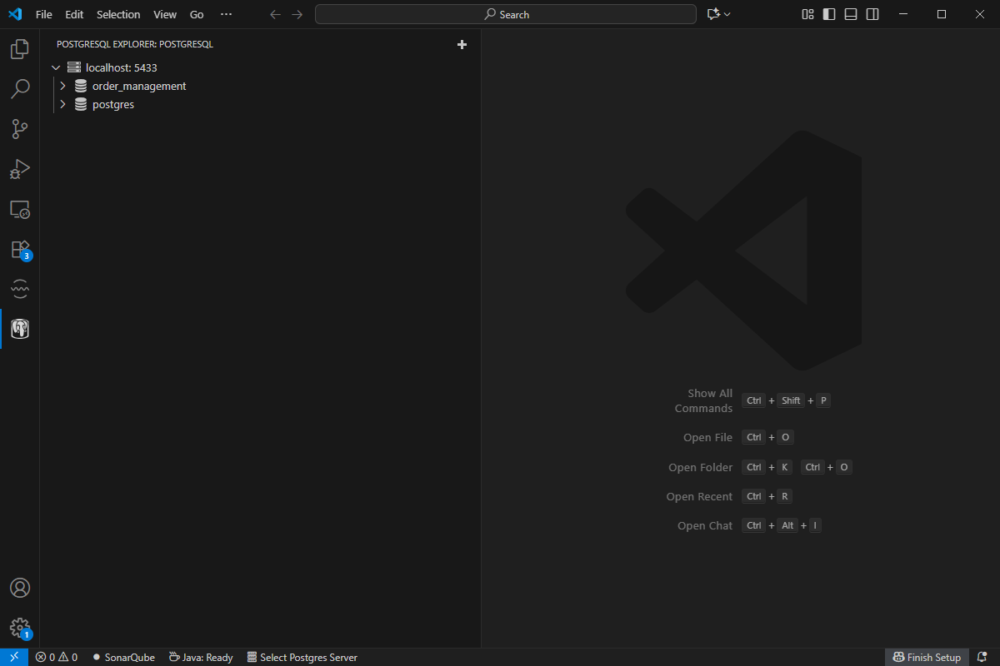 File Edit Selection View Go ··· Search
POSTGRESQL EXPLORER: POSTGRESQL
localhost: 5433
order_management
postgres
3
Show All Commands Ctrl + Shift + P
Open File Ctrl + O
Open Folder Ctrl + K Ctrl + O
Open Recent Ctrl + R
Open Chat Ctrl + Alt + I
1
0 0 SonarQube Java: Ready Select Postgres Server Finish Setup